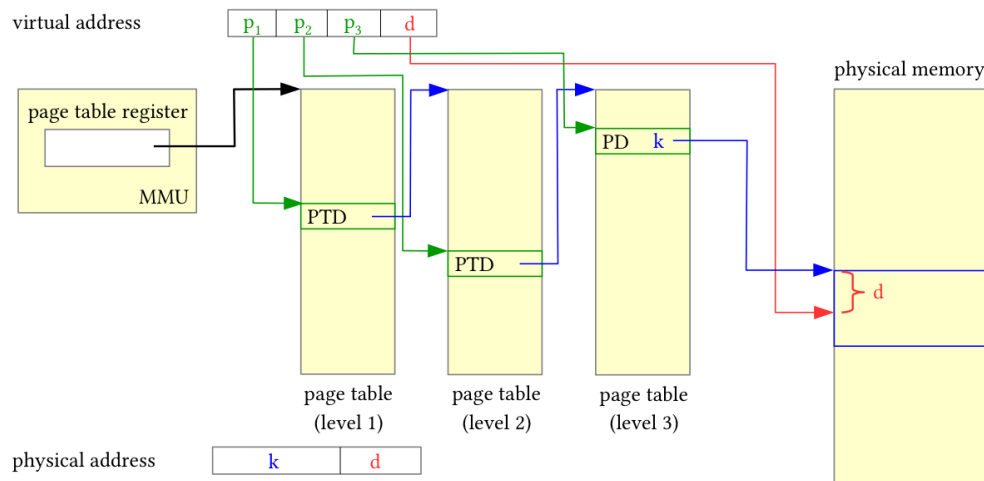 virtual address
p1 p2 p3 d
physical memory
page table register
MMU
PD k
PTD
PTD
d
page table
(level 1)
page table
(level 2)
page table
(level 3)
physical address
k d